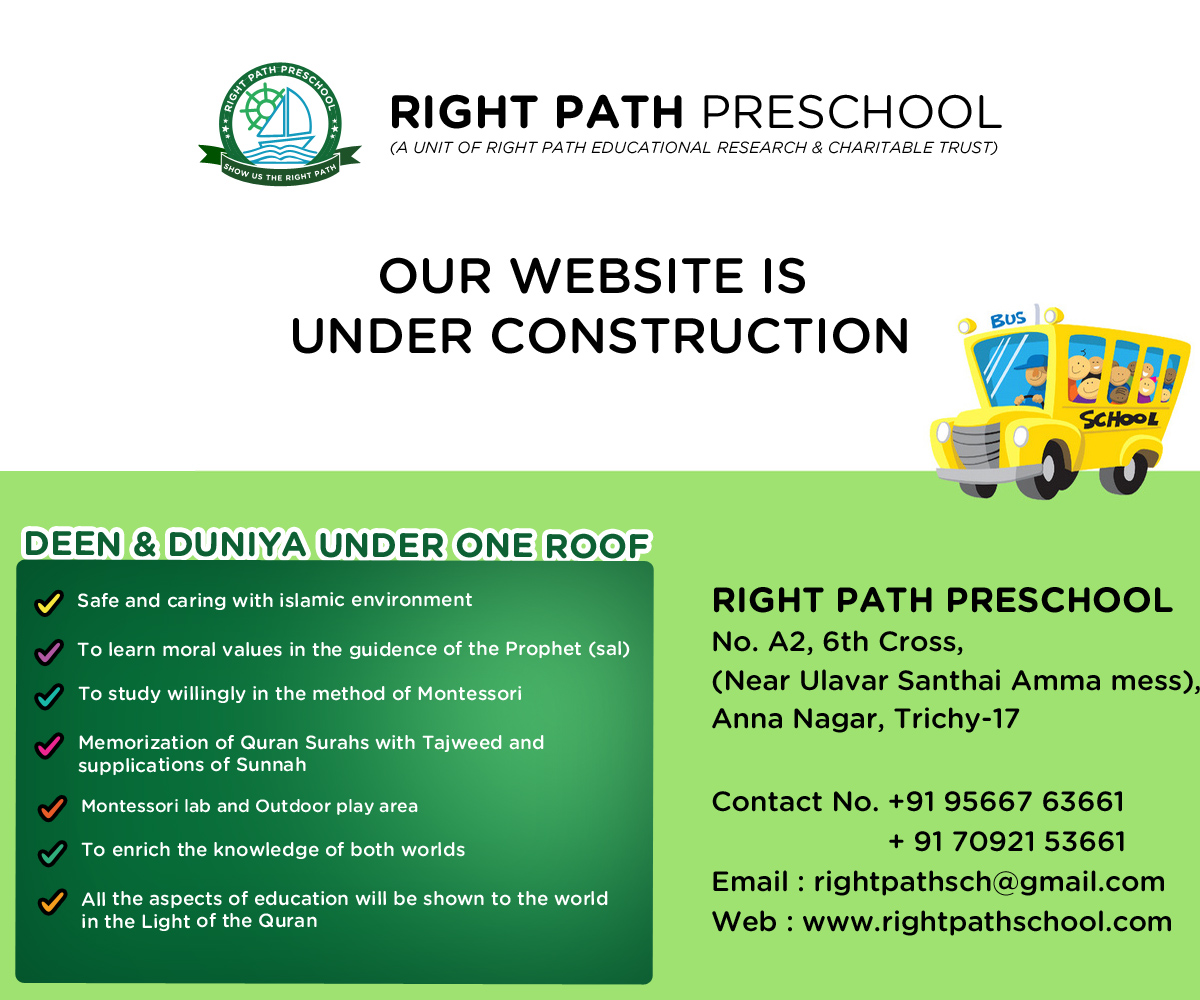 RIGHT PATH PRESCHOOL
SHOW US THE RIGHT PATH
RIGHT PATH PRESCHOOL
(A UNIT OF RIGHT PATH EDUCATIONAL RESEARCH & CHARITABLE TRUST)
OUR WEBSITE IS
UNDER CONSTRUCTION
BUS
SCHOOL
DEEN & DUNIYA UNDER ONE ROOF
Safe and caring with islamic environment
To learn moral values in the guidence of the Prophet (sal)
To study willingly in the method of Montessori
Memorization of Quran Surahs with Tajweed and
supplications of Sunnah
Montessori lab and Outdoor play area
To enrich the knowledge of both worlds
All the aspects of education will be shown to the world
in the Light of the Quran
RIGHT PATH PRESCHOOL
No. A2, 6th Cross,
(Near Ulavar Santhai Amma mess),
Anna Nagar, Trichy-17
Contact No. +91 95667 63661
+ 91 70921 53661
Email : rightpathsch@gmail.com
Web : www.rightpathschool.com